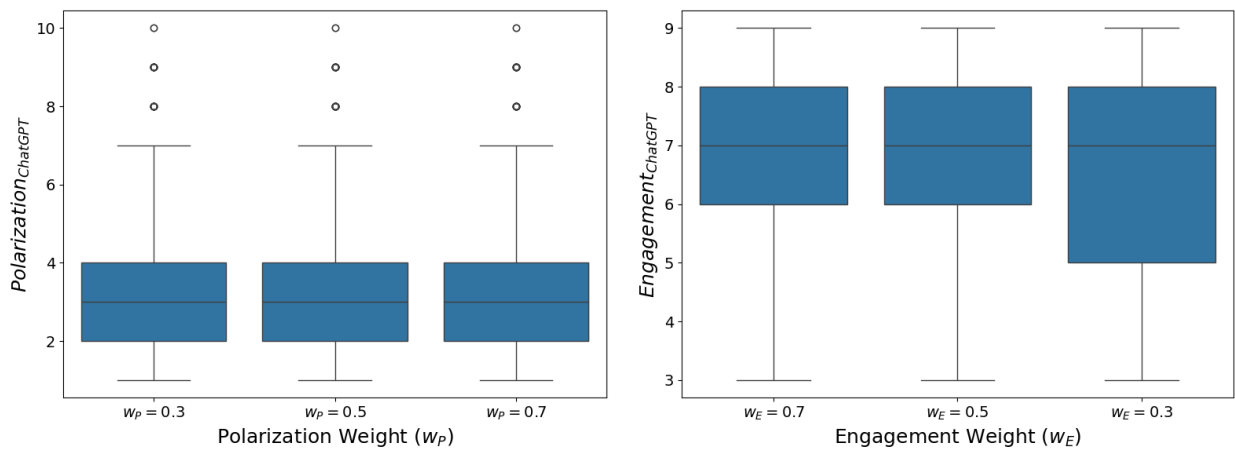 Polarization_ChatGPT
10
8
6
4
2
w_P = 0.3 w_P = 0.5 w_P = 0.7
Polarization Weight (w_P)
Engagement_ChatGPT
9
8
7
6
5
4
3
w_E = 0.7 w_E = 0.5 w_E = 0.3
Engagement Weight (w_E)